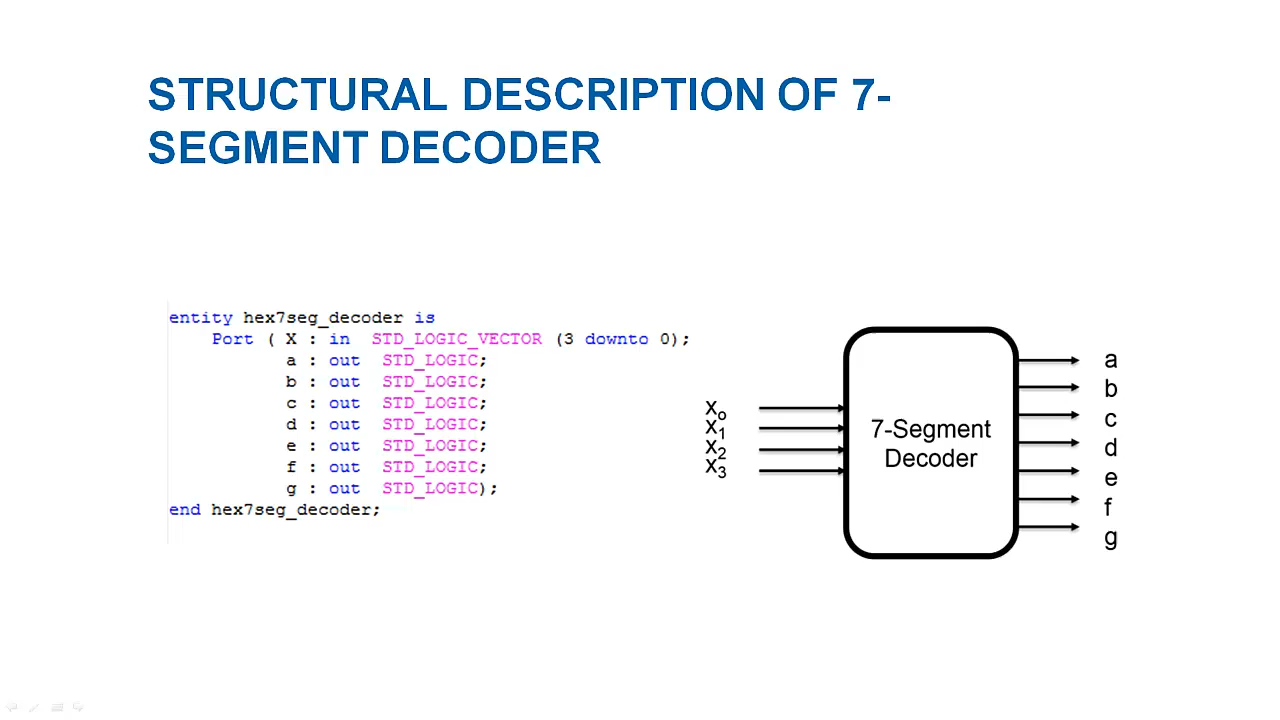 STRUCTURAL DESCRIPTION OF 7-
SEGMENT DECODER
entity hex7seg_decoder is
Port ( X : in STD_LOGIC_VECTOR (3 downto 0);
a : out STD_LOGIC;
b : out STD_LOGIC;
c : out STD_LOGIC;
d : out STD_LOGIC;
e : out STD_LOGIC;
f : out STD_LOGIC;
g : out STD_LOGIC);
end hex7seg_decoder;
Xo
X1
X2
X3
7-Segment
Decoder
a
b
c
d
e
f
g